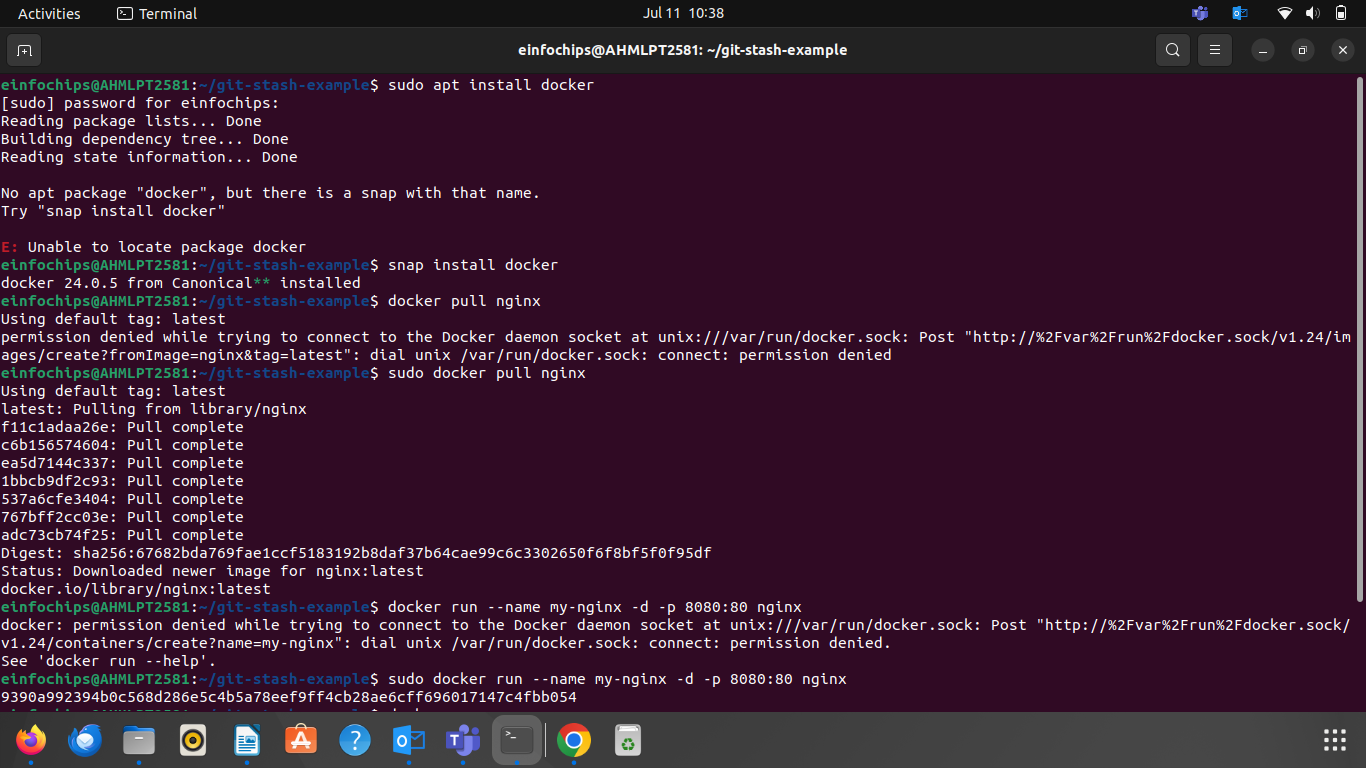 Activities
Terminal
Jul 11 10:38
einfochips@AHMLPT2581: ~/git-stash-example
einfochips@AHMLPT2581:~/git-stash-example$ sudo apt install docker
[sudo] password for einfochips:
Reading package lists... Done
Building dependency tree... Done
Reading state information... Done
No apt package "docker", but there is a snap with that name.
Try "snap install docker"
E: Unable to locate package docker
einfochips@AHMLPT2581:~/git-stash-example$ snap install docker
docker 24.0.5 from Canonical** installed
einfochips@AHMLPT2581:~/git-stash-example$ docker pull nginx
Using default tag: latest
permission denied while trying to connect to the Docker daemon socket at unix:///var/run/docker.sock: Post "http://%2Fvar%2Frun%2Fdocker.sock/v1.24/im
ages/create?fromImage=nginx&tag=latest": dial unix /var/run/docker.sock: connect: permission denied
einfochips@AHMLPT2581:~/git-stash-example$ sudo docker pull nginx
Using default tag: latest
latest: Pulling from library/nginx
f11c1adaa26e: Pull complete
c6b156574604: Pull complete
ea5d7144c337: Pull complete
1bbcb9df2c93: Pull complete
537a6cfe3404: Pull complete
767bff2cc03e: Pull complete
adc73cb74f25: Pull complete
Digest: sha256:67682bda769fae1ccf5183192b8daf37b64cae99c6c3302650f6f8bf5f0f95df
Status: Downloaded newer image for nginx:latest
docker.io/library/nginx:latest
einfochips@AHMLPT2581:~/git-stash-example$ docker run --name my-nginx -d -p 8080:80 nginx
docker: permission denied while trying to connect to the Docker daemon socket at unix:///var/run/docker.sock: Post "http://%2Fvar%2Frun%2Fdocker.sock/
v1.24/containers/create?name=my-nginx": dial unix /var/run/docker.sock: connect: permission denied.
See 'docker run --help'.
einfochips@AHMLPT2581:~/git-stash-example$ sudo docker run --name my-nginx -d -p 8080:80 nginx
9390a992394b0c568d286e5c4b5a78eef9ff4cb28ae6cff696017147c4fbb054